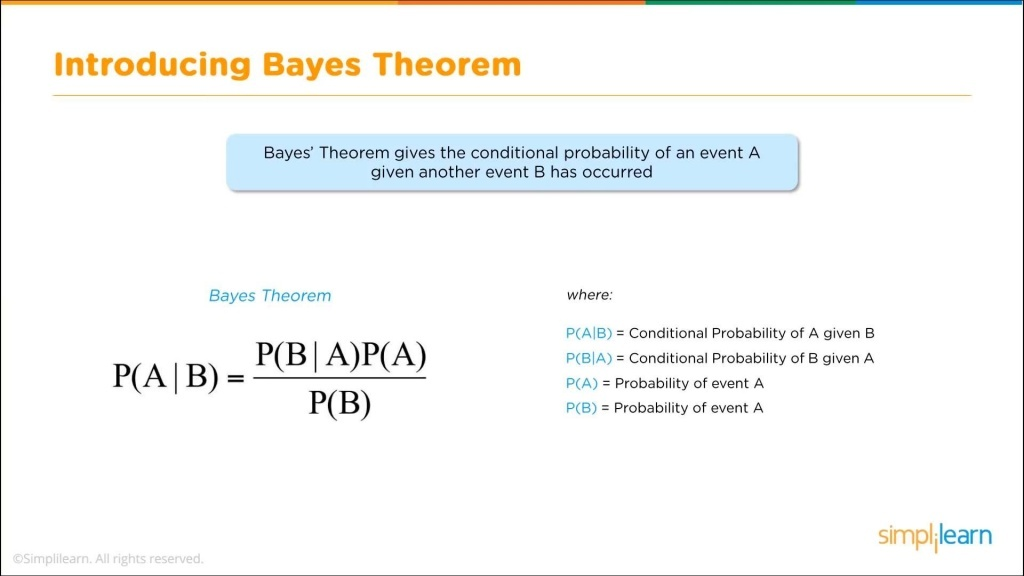 Introducing Bayes Theorem
Bayes’ Theorem gives the conditional probability of an event A
given another event B has occurred
Bayes Theorem
P(A | B) = P(B | A)P(A) / P(B)
where:
P(A|B) = Conditional Probability of A given B
P(B|A) = Conditional Probability of B given A
P(A) = Probability of event A
P(B) = Probability of event A
©Simplilearn. All rights reserved.
simplilearn